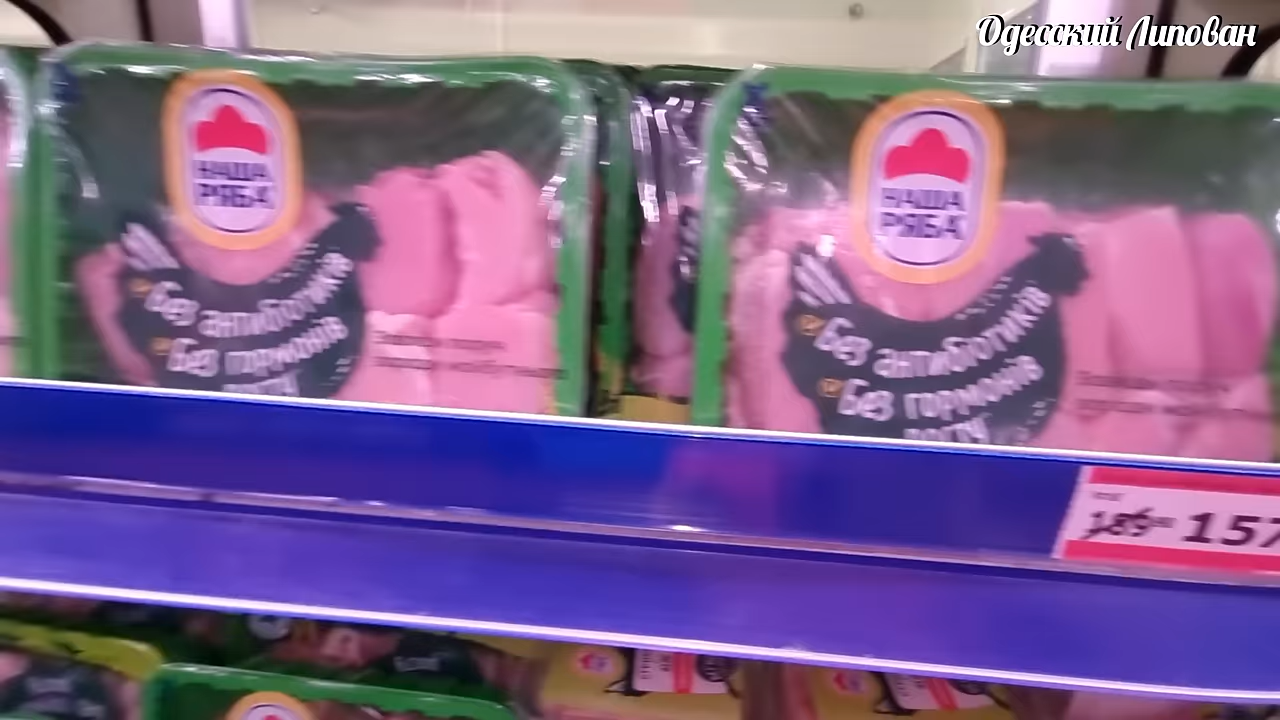 Одесский Липован
НАША
РЯБА
Без антибіотиків
Без гормонів
росту
НАША
РЯБА
Без антибіотиків
Без гормонів
росту
189 157